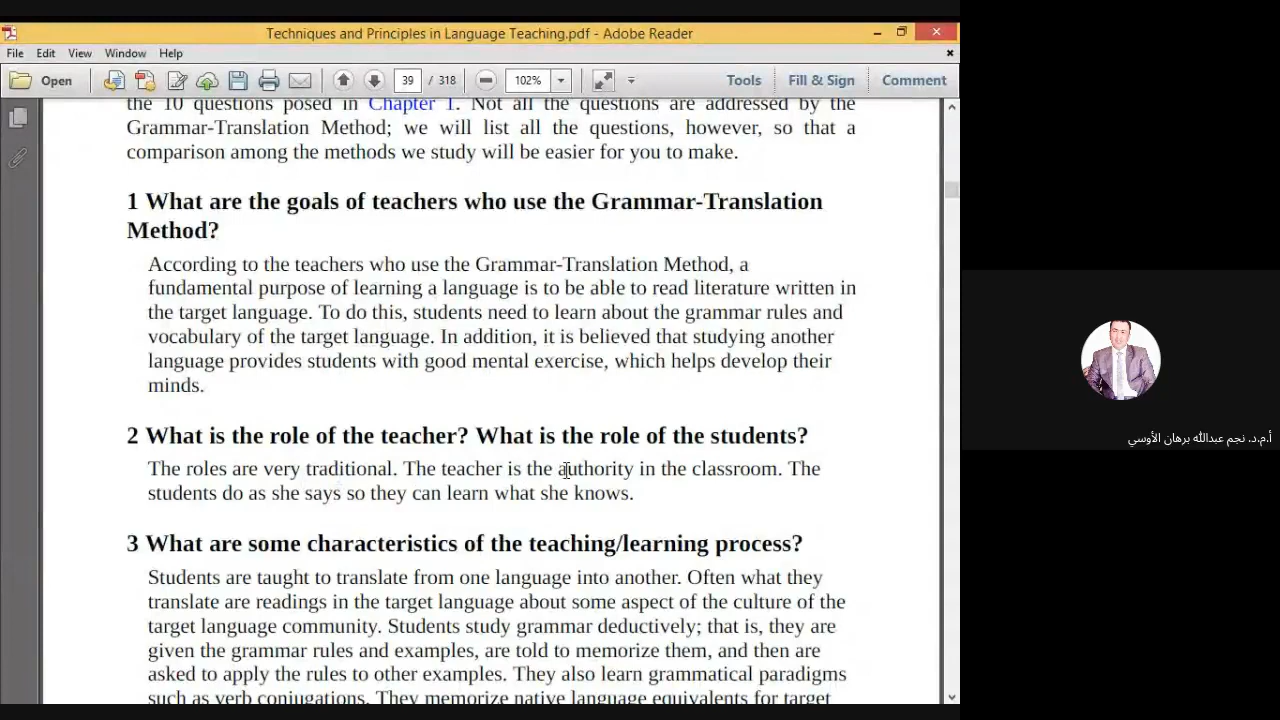 Techniques and Principles in Language Teaching.pdf - Adobe Reader
File Edit View Window Help
Open 39 / 318 102% Tools Fill & Sign Comment
the 10 questions posed in Chapter 1. Not all the questions are addressed by the
Grammar-Translation Method; we will list all the questions, however, so that a
comparison among the methods we study will be easier for you to make.
1 What are the goals of teachers who use the Grammar-Translation
Method?
According to the teachers who use the Grammar-Translation Method, a
fundamental purpose of learning a language is to be able to read literature written in
the target language. To do this, students need to learn about the grammar rules and
vocabulary of the target language. In addition, it is believed that studying another
language provides students with good mental exercise, which helps develop their
minds.
2 What is the role of the teacher? What is the role of the students?
The roles are very traditional. The teacher is the authority in the classroom. The
students do as she says so they can learn what she knows.
3 What are some characteristics of the teaching/learning process?
Students are taught to translate from one language into another. Often what they
translate are readings in the target language about some aspect of the culture of the
target language community. Students study grammar deductively; that is, they are
given the grammar rules and examples, are told to memorize them, and then are
asked to apply the rules to other examples. They also learn grammatical paradigms
such as verb conjugations. They memorize native language equivalents for target
أ.م.د. نجم عبدالله برهان الأوسي